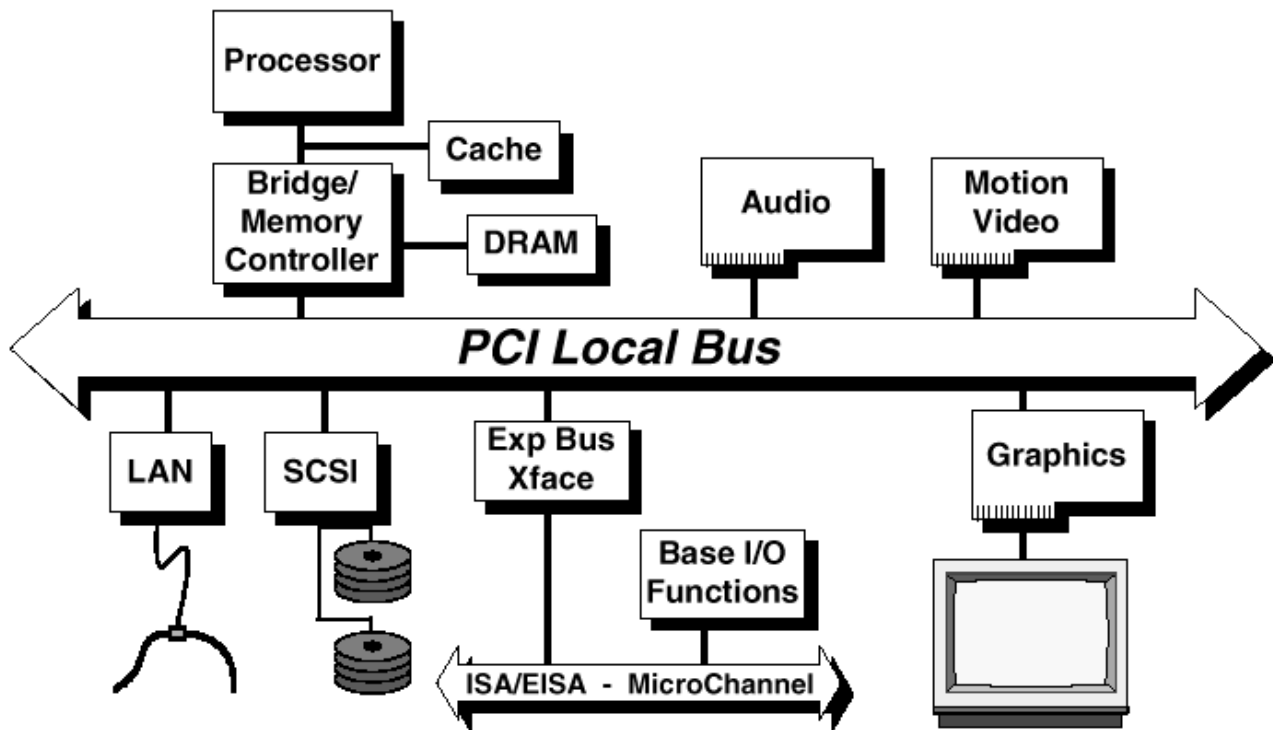 Processor
Cache
Bridge/
Memory
Controller
DRAM
Audio
Motion
Video
PCI Local Bus
LAN
SCSI
Exp Bus
Xface
Graphics
Base I/O
Functions
ISA/EISA - MicroChannel